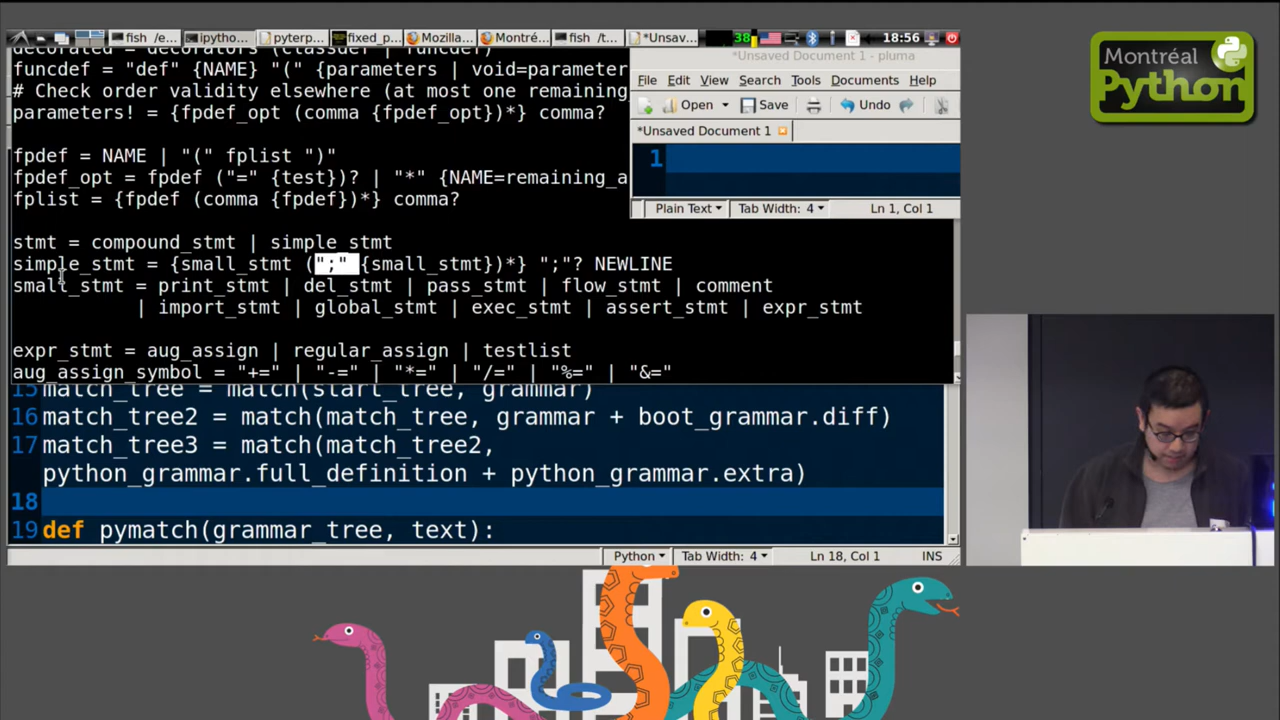 fish /e...
ipytho...
pyterp...
fixed_p...
Mozilla...
Montré...
fish /t...
*Unsav...
38
18:56
*Unsaved Document 1 - pluma
File Edit View Search Tools Documents Help
Open Save Undo
*Unsaved Document 1
1
Plain Text Tab Width: 4 Ln 1, Col 1
decorated = decorators (classdef | funcdef)
funcdef = "def" {NAME} "(" {parameters | void=parameter
# Check order validity elsewhere (at most one remaining_
parameters! = {fpdef_opt (comma {fpdef_opt})*} comma?
fpdef = NAME | "(" fplist ")"
fpdef_opt = fpdef ("=" {test})? | "*" {NAME=remaining_a
fplist = {fpdef (comma {fpdef})*} comma?
stmt = compound_stmt | simple_stmt
simple_stmt = {small_stmt (";" {small_stmt})*} ";"? NEWLINE
small_stmt = print_stmt | del_stmt | pass_stmt | flow_stmt | comment
| import_stmt | global_stmt | exec_stmt | assert_stmt | expr_stmt
expr_stmt = aug_assign | regular_assign | testlist
aug_assign_symbol = "+=" | "-=" | "*=" | "/=" | "%=" | "&="
15 match_tree = match(start_tree, grammar)
16 match_tree2 = match(match_tree, grammar + boot_grammar.diff)
17 match_tree3 = match(match_tree2,
python_grammar.full_definition + python_grammar.extra)
18
19 def pymatch(grammar_tree, text):
Python Tab Width: 4 Ln 18, Col 1 INS
Montréal
Python